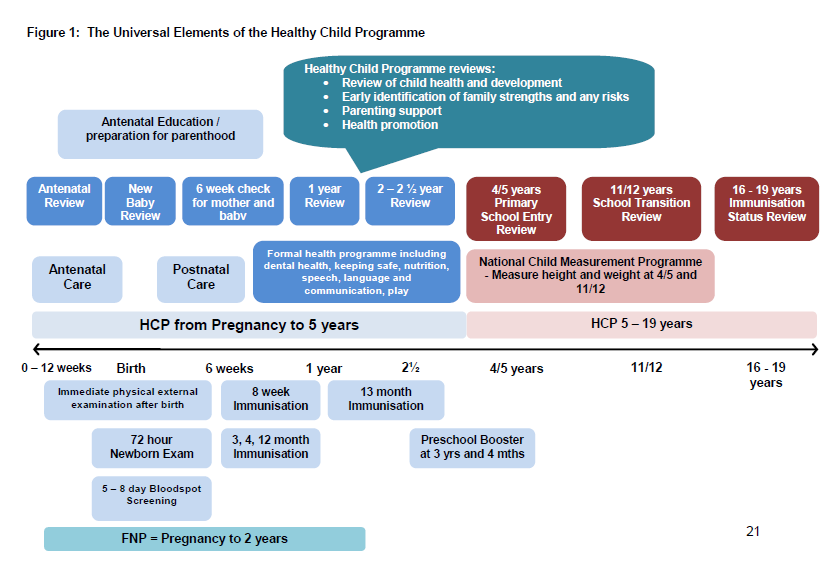 Figure 1:  The Universal Elements of the Healthy Child Programme
Healthy Child Programme reviews:
• Review of child health and development
• Early identification of family strengths and any risks
• Parenting support
• Health promotion
Antenatal Education /
preparation for parenthood
Antenatal
Review
New
Baby
Review
6 week check
for mother and
baby
1 year
Review
2 – 2 ½ year
Review
4/5 years
Primary
School Entry
Review
11/12 years
School Transition
Review
16 - 19 years
Immunisation
Status Review
Antenatal
Care
Postnatal
Care
Formal health programme including
dental health, keeping safe, nutrition,
speech, language and
communication, play
National Child Measurement Programme
- Measure height and weight at 4/5 and
11/12
HCP from Pregnancy to 5 years
HCP 5 – 19 years
0 – 12 weeks
Birth
6 weeks
1 year
2½
4/5 years
11/12
16 - 19
years
Immediate physical external
examination after birth
8 week
Immunisation
13 month
Immunisation
72 hour
Newborn Exam
3, 4, 12 month
Immunisation
Preschool Booster
at 3 yrs and 4 mths
5 – 8 day Bloodspot
Screening
FNP = Pregnancy to 2 years
21